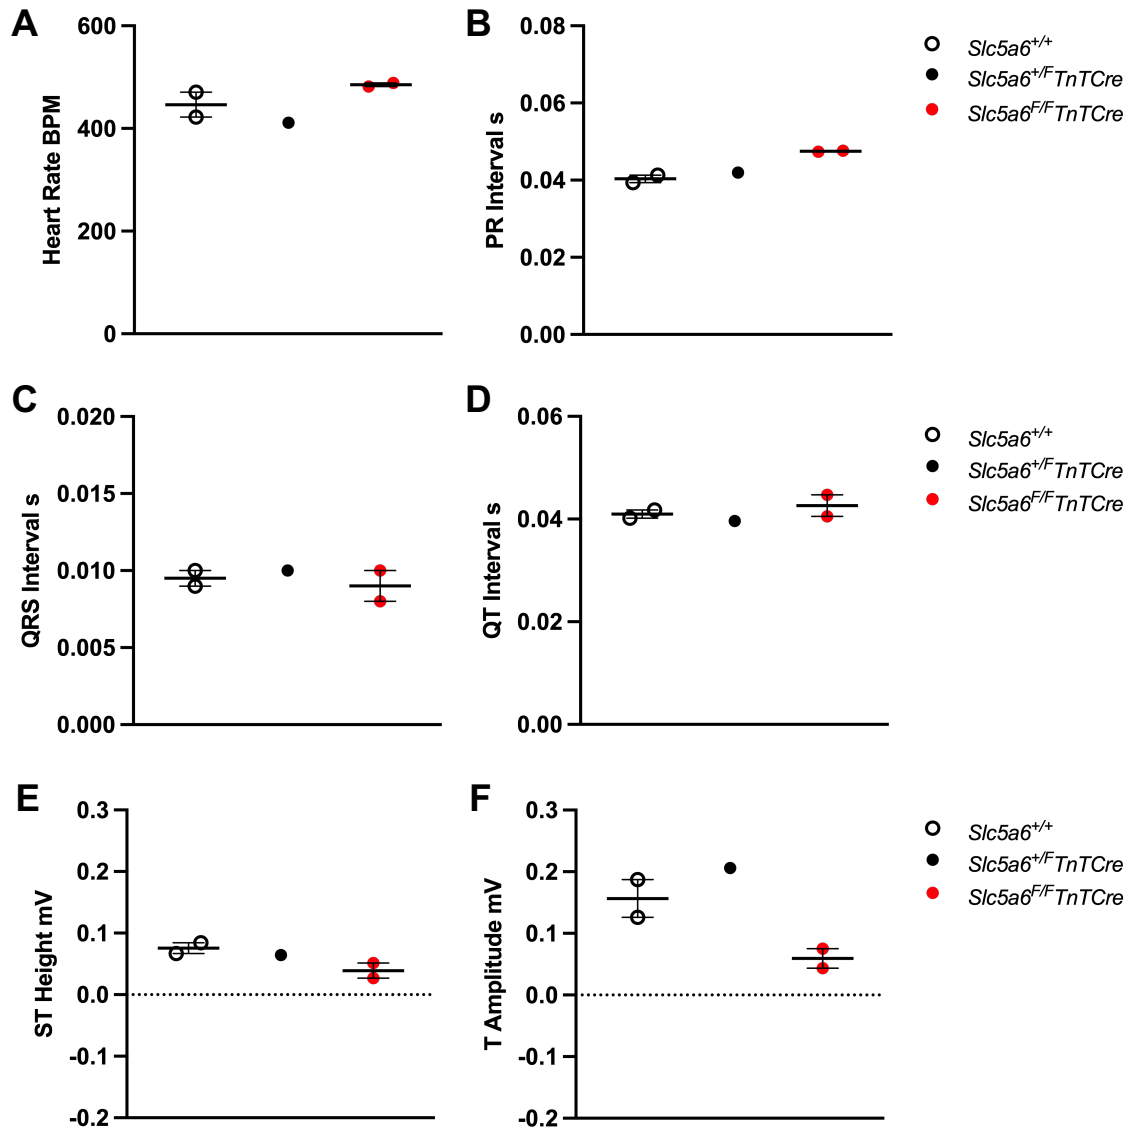 A
600
400
200
0
Heart Rate BPM
B
0.08
0.06
0.04
0.02
0.00
PR Interval s
Slc5a6+/+
Slc5a6+/FTnTCre
Slc5a6F/FTnTCre
C
0.020
0.015
0.010
0.005
0.000
QRS Interval s
D
0.06
0.04
0.02
0.00
QT Interval s
Slc5a6+/+
Slc5a6+/FTnTCre
Slc5a6F/FTnTCre
E
0.3
0.2
0.1
0.0
-0.1
-0.2
ST Height mV
F
0.3
0.2
0.1
0.0
-0.1
-0.2
T Amplitude mV
Slc5a6+/+
Slc5a6+/FTnTCre
Slc5a6F/FTnTCre